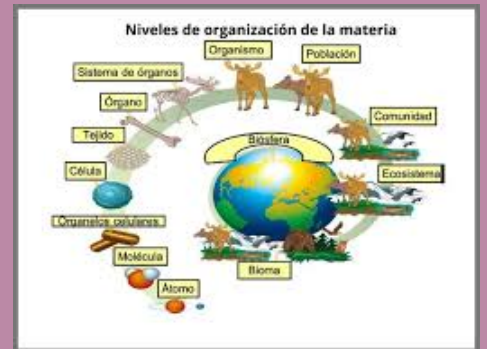 Niveles de organización de la materia
Organismo
Población
Sistema de órganos
Órgano
Tejido
Célula
Organelos celulares
Molécula
Átomo
Comunidad
Ecosistema
Biósfera
Bioma